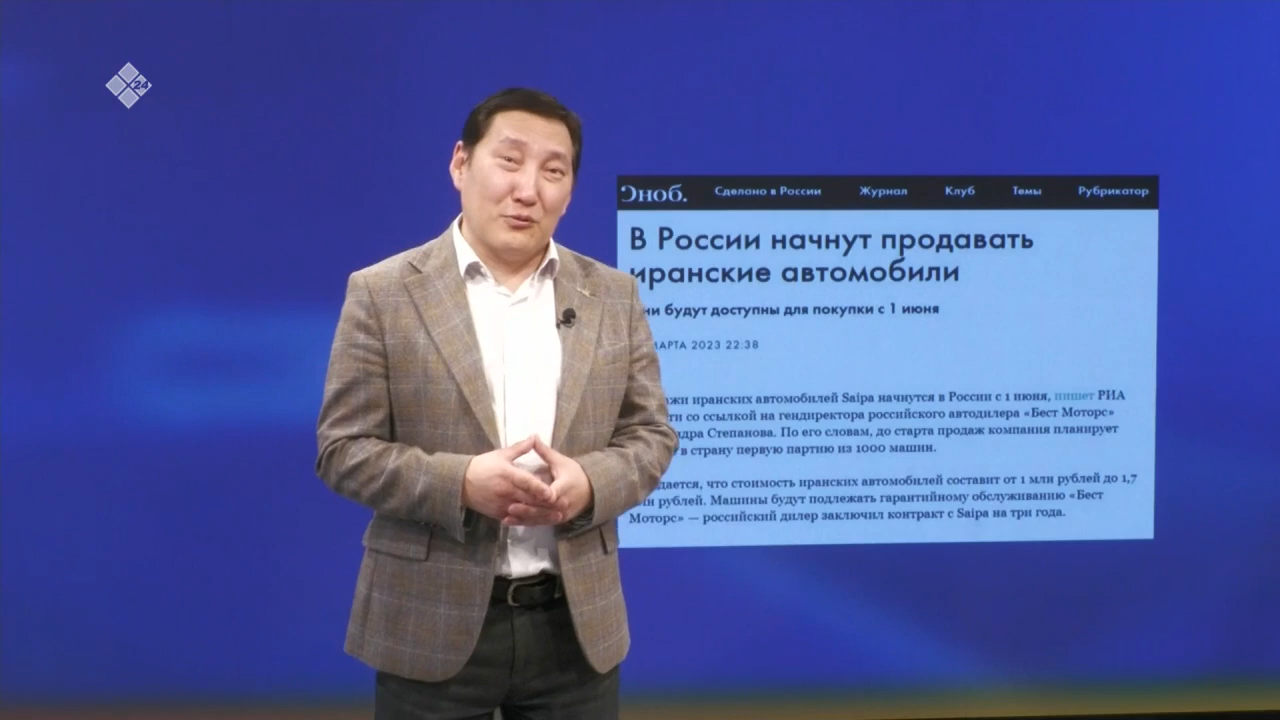 Х24
Сноб.
Сделано в России
Журнал
Клуб
Темы
Рубрикатор
В России начнут продавать
иранские автомобили
будут доступны для покупки с 1 июня
МАРТА 2023 22:38
иранских автомобилей Saipa начнутся в России с 1 июня, пишет РИА
со ссылкой на гендиректора российского автодилера «Бест Моторс»
Степанова. По его словам, до старта продаж компания планирует
в страну первую партию из 1000 машин.
что стоимость иранских автомобилей составит от 1 млн рублей до 1,7
млн рублей. Машины будут подлежать гарантийному обслуживанию «Бест
Моторс» — российский дилер заключил контракт с Saipa на три года.